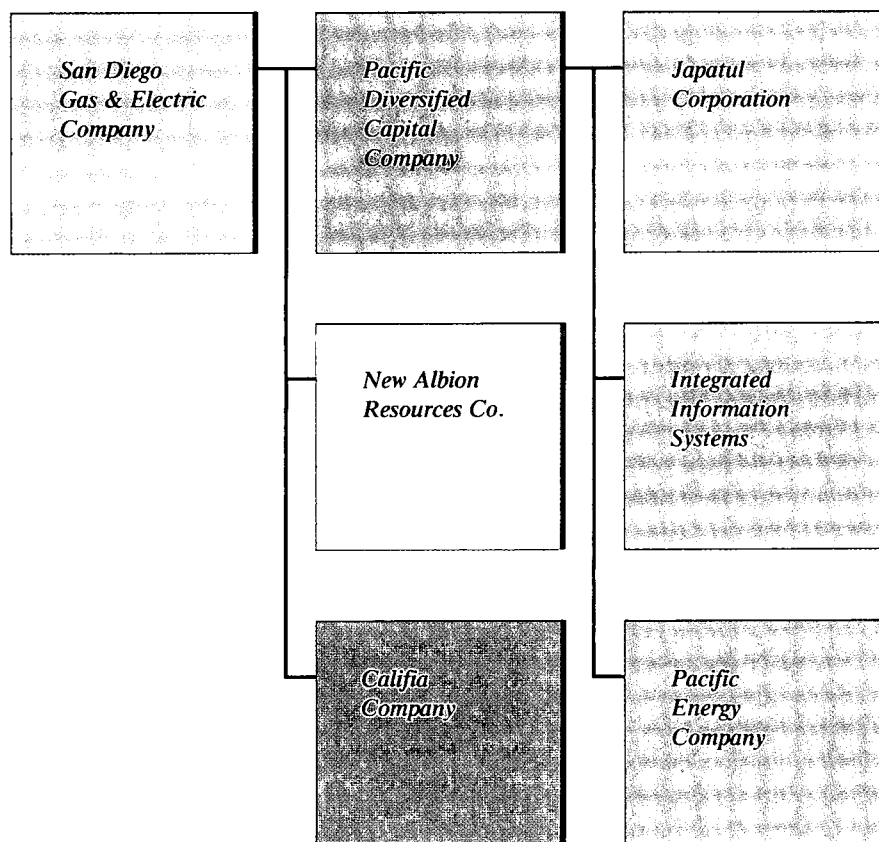 San Diego
Gas & Electric
Company
Pacific
Diversified
Capital
Company
Japatul
Corporation
New Albion
Resources Co.
Integrated
Information
Systems
Califia
Company
Pacific
Energy
Company